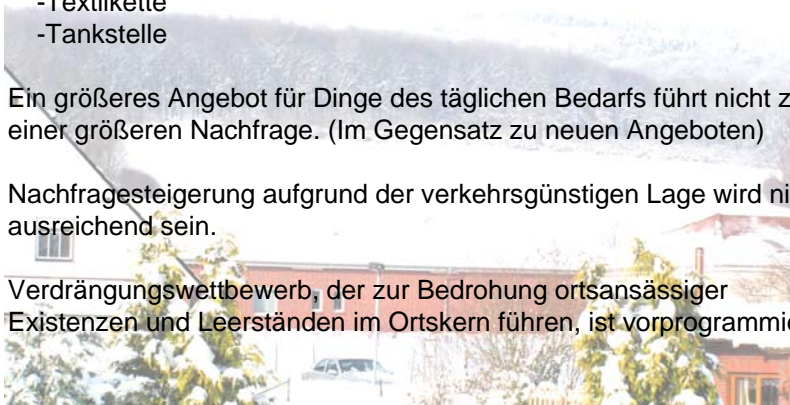 -Textilkette
-Tankstelle
Ein größeres Angebot für Dinge des täglichen Bedarfs führt nicht z
einer größeren Nachfrage. (Im Gegensatz zu neuen Angeboten)
Nachfragesteigerung aufgrund der verkehrsgünstigen Lage wird ni
ausreichend sein.
Verdrängungswettbewerb, der zur Bedrohung ortsansässiger
Existenzen und Leerständen im Ortskern führen, ist vorprogrammie